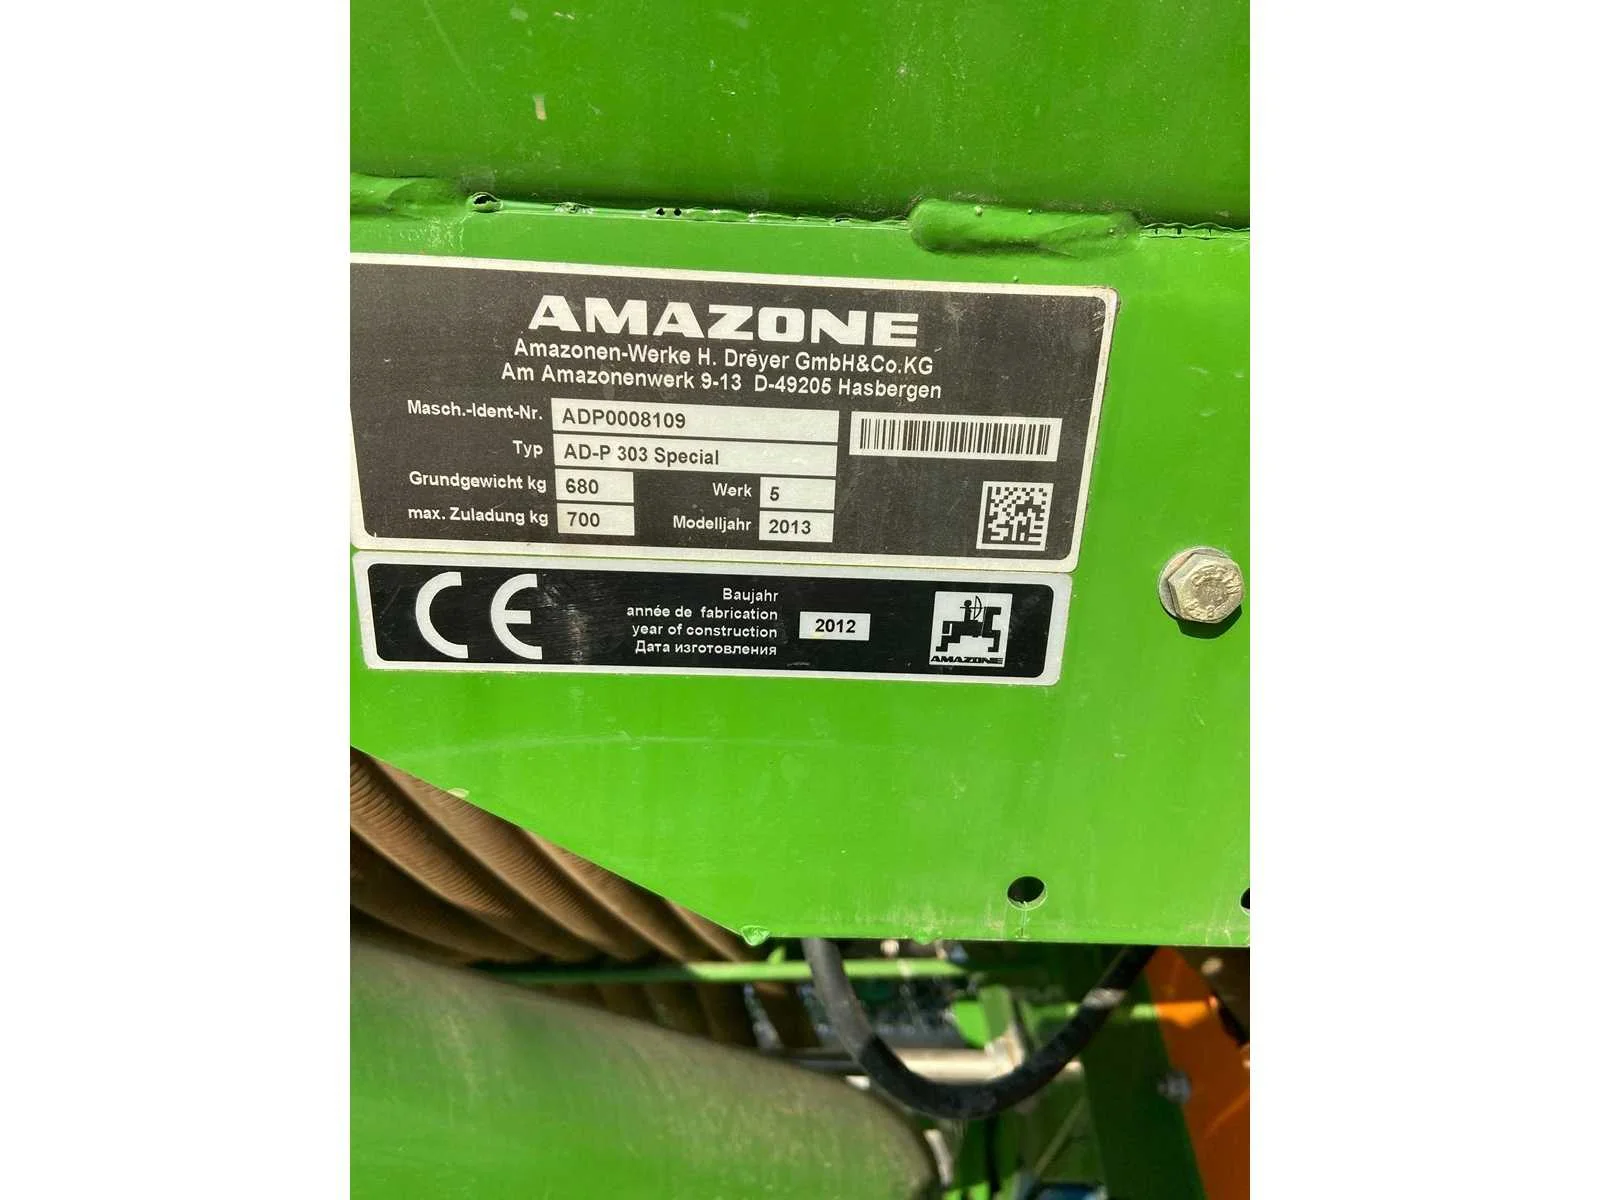 AMAZONE
Amazonen-Werke H. Dreyer GmbH&Co.KG
Am Amazonenwerk 9-13 D-49205 Hasbergen
Masch.-Ident-Nr. ADP0008109
Typ AD-P 303 Special
Grundgewicht kg 680 Werk 5
max. Zuladung kg 700 Modelljahr 2013
CE
Baujahr
année de fabrication
year of construction 2012
Дата изготовления
AMAZONE